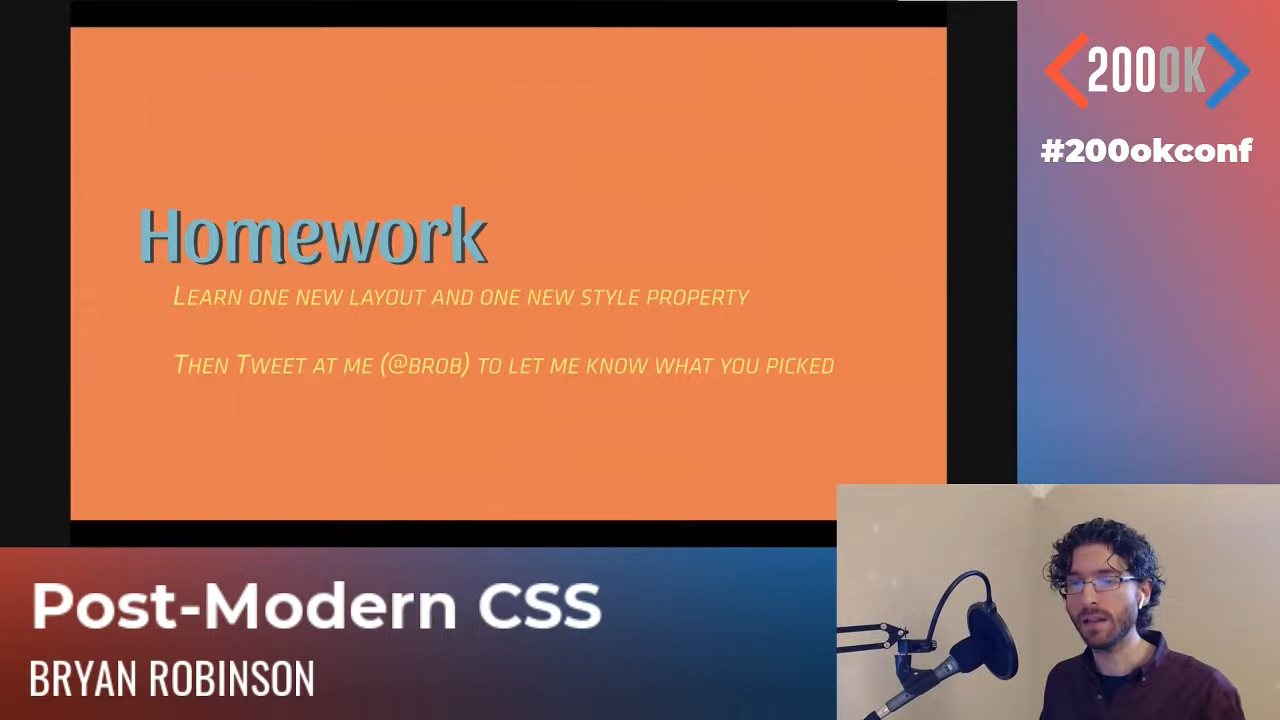 Homework
LEARN ONE NEW LAYOUT AND ONE NEW STYLE PROPERTY
THEN TWEET AT ME (@BROB) TO LET ME KNOW WHAT YOU PICKED
200OK
#200okconf
Post-Modern CSS
BRYAN ROBINSON